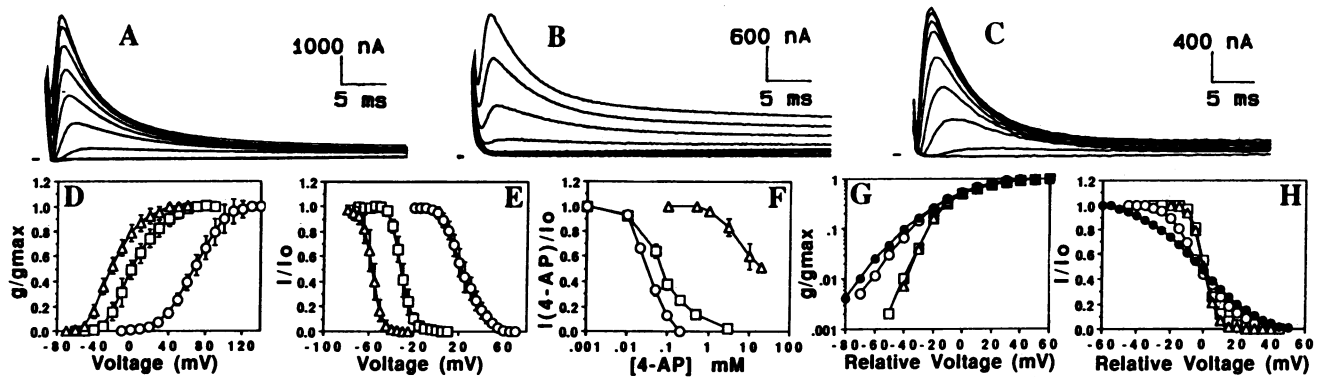 A
1000 nA
5 ms
B
600 nA
5 ms
C
400 nA
5 ms
D
g/gmax
1.2
1.0
0.8
0.6
0.4
0.2
0.0
-80 -40 0 40 80 120
Voltage (mV)
E
I/Io
1.2
1.0
0.8
0.6
0.4
0.2
0.0
-100 -60 -20 20 60
Voltage (mV)
F
I(4-AP)/Io
1.2
1.0
0.8
0.6
0.4
0.2
0.0
.001 .01 .1 1 10 100
[4-AP] mM
G
g/gmax
1
.1
.01
.001
-80 -60 -40 -20 0 20 40 60
Relative Voltage (mV)
H
I/Io
1.2
1.0
0.8
0.6
0.4
0.2
0.0
-60 -40 -20 0 20 40 60
Relative Voltage (mV)